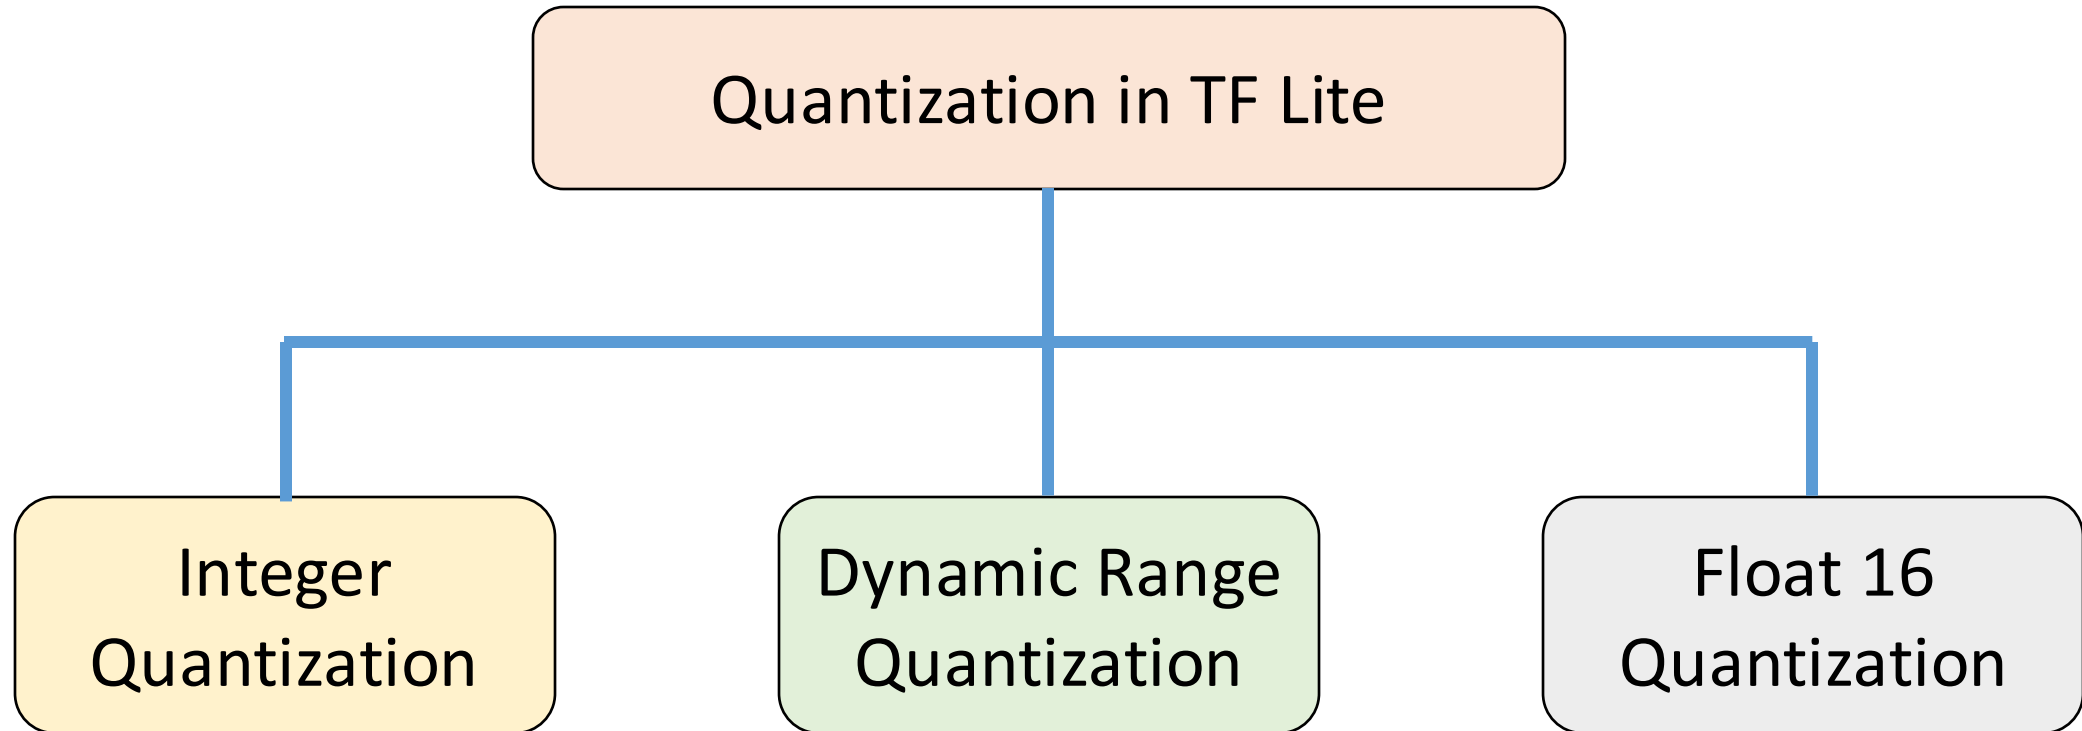 Quantization in TF Lite
Integer
Quantization
Dynamic Range
Quantization
Float 16
Quantization